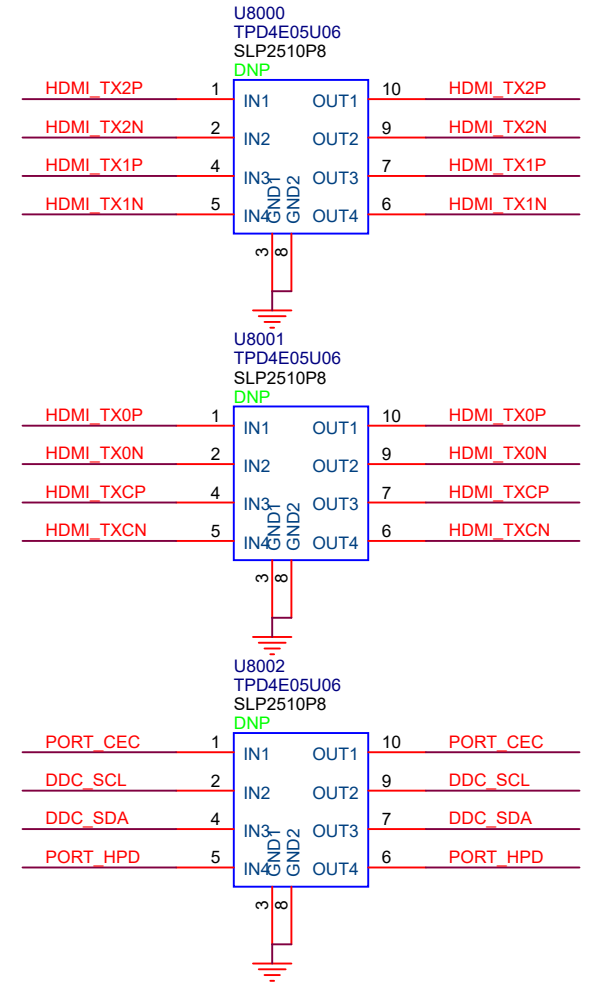 U8000
TPD4E05U06
SLP2510P8
DNP
HDMI_TX2P 1 IN1 OUT1 10 HDMI_TX2P
HDMI_TX2N 2 IN2 OUT2 9 HDMI_TX2N
HDMI_TX1P 4 IN3 OUT3 7 HDMI_TX1P
HDMI_TX1N 5 IN4 OUT4 6 HDMI_TX1N
GND1 GND2
3 8
U8001
TPD4E05U06
SLP2510P8
DNP
HDMI_TX0P 1 IN1 OUT1 10 HDMI_TX0P
HDMI_TX0N 2 IN2 OUT2 9 HDMI_TX0N
HDMI_TXCP 4 IN3 OUT3 7 HDMI_TXCP
HDMI_TXCN 5 IN4 OUT4 6 HDMI_TXCN
GND1 GND2
3 8
U8002
TPD4E05U06
SLP2510P8
DNP
PORT_CEC 1 IN1 OUT1 10 PORT_CEC
DDC_SCL 2 IN2 OUT2 9 DDC_SCL
DDC_SDA 4 IN3 OUT3 7 DDC_SDA
PORT_HPD 5 IN4 OUT4 6 PORT_HPD
GND1 GND2
3 8